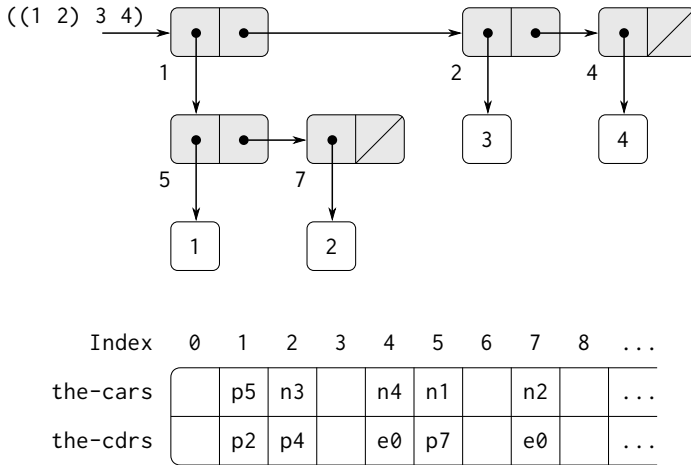 ((1 2) 3 4)
1 2 4
3 4
5 7
1 2
Index 0 1 2 3 4 5 6 7 8 ...
the-cars p5 n3 n4 n1 n2 ...
the-cdrs p2 p4 e0 p7 e0 ...